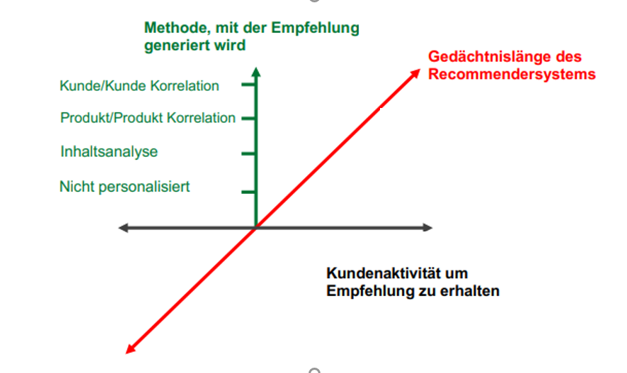 Methode, mit der Empfehlung
generiert wird
Gedächtnislänge des
Recommendersystems
Kunde/Kunde Korrelation
Produkt/Produkt Korrelation
Inhaltsanalyse
Nicht personalisiert
Kundenaktivität um
Empfehlung zu erhalten